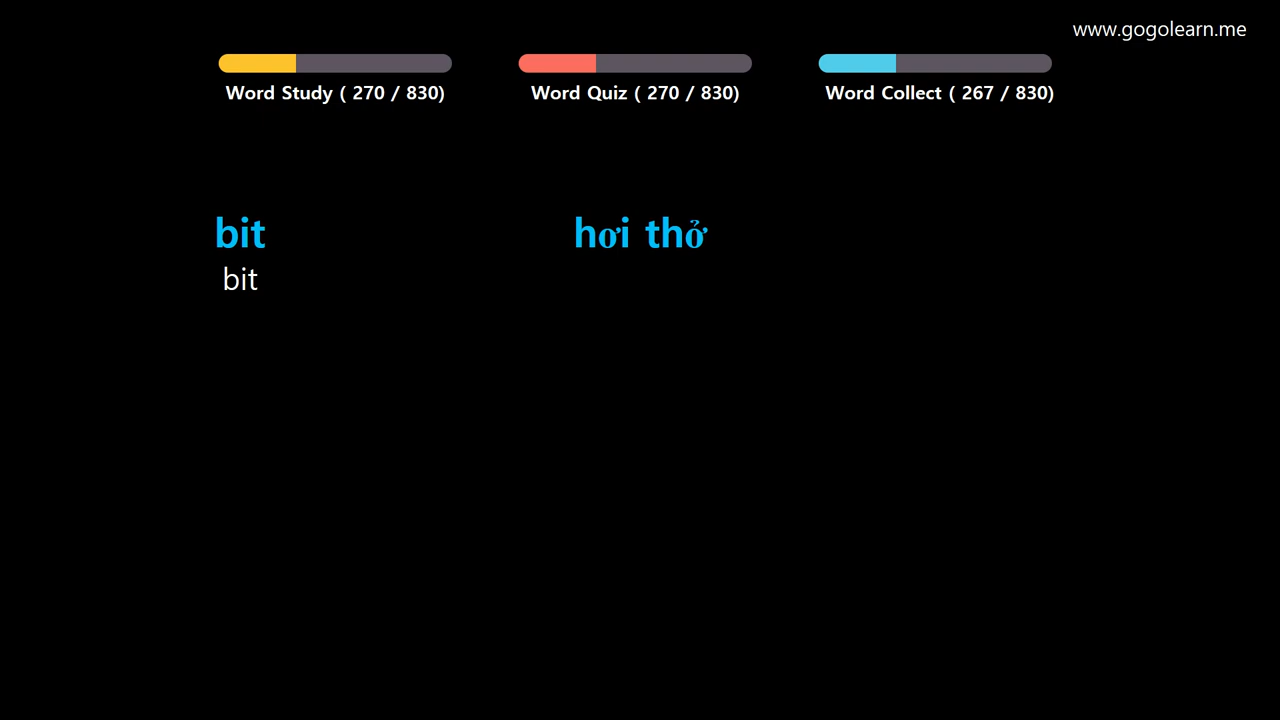 www.gogolearn.me
Word Study ( 270 / 830)
Word Quiz ( 270 / 830)
Word Collect ( 267 / 830)
bit
hơi thở
bit